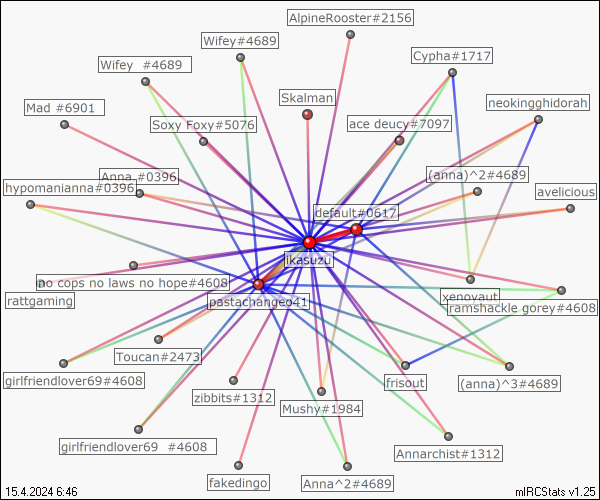 AlpineRooster#2156
Wifey#4689
Cypha#1717
Wifey   #4689
Skalman
neokingghidorah
Mad #6901
Soxy Foxy#5076
ace deucy#7097
Anna #0396
(anna)^2#4689
hypomanianna#0396
avelicious
default#0617
likasuzu
no cops no laws no hope#4608
rattgaming
pastachangeo41
xenovaut
ramshackle gorey#4608
Toucan#2473
girlfriendlover69#4608
frisout
(anna)^3#4689
zibbits#1312
Mushy#1984
girlfriendlover69  #4608
Annarchist#1312
fakedingo
Anna^2#4689
15.4.2024 6:46
mIRCStats v1.25